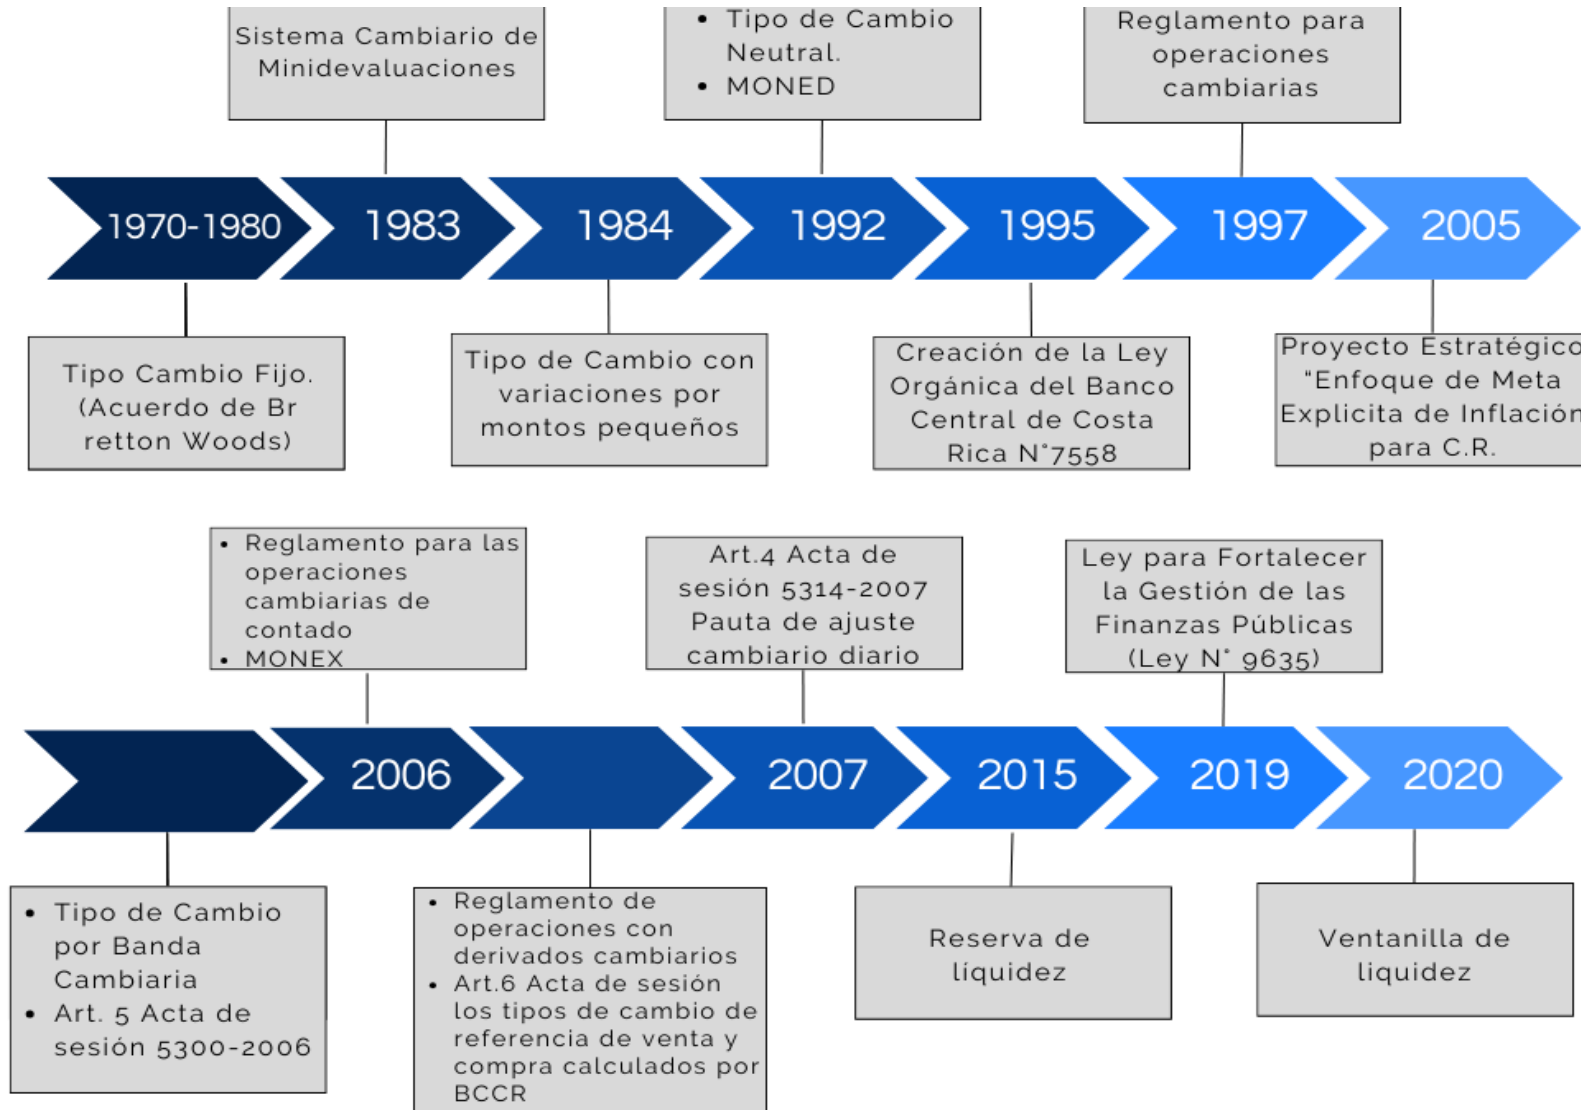 Sistema Cambiario de
Minidevaluaciones
• Tipo de Cambio
Neutral.
• MONED
Reglamento para
operaciones
cambiarias
1970-1980
1983
1984
1992
1995
1997
2005
Tipo Cambio Fijo.
(Acuerdo de Br
retton Woods)
Tipo de Cambio con
variaciones por
montos pequeños
Creación de la Ley
Orgánica del Banco
Central de Costa
Rica N°7558
Proyecto Estratégico
“Enfoque de Meta
Explicita de Inflación
para C.R.
• Reglamento para las
operaciones
cambiarias de
contado
• MONEX
Art.4 Acta de
sesión 5314-2007
Pauta de ajuste
cambiario diario
Ley para Fortalecer
la Gestión de las
Finanzas Públicas
(Ley N° 9635)
2006
2007
2015
2019
2020
• Tipo de Cambio
por Banda
Cambiaria
• Art. 5 Acta de
sesión 5300-2006
• Reglamento de
operaciones con
derivados cambiarios
• Art.6 Acta de sesión
los tipos de cambio de
referencia de venta y
compra calculados por
BCCR
Reserva de
líquidez
Ventanilla de
liquidez